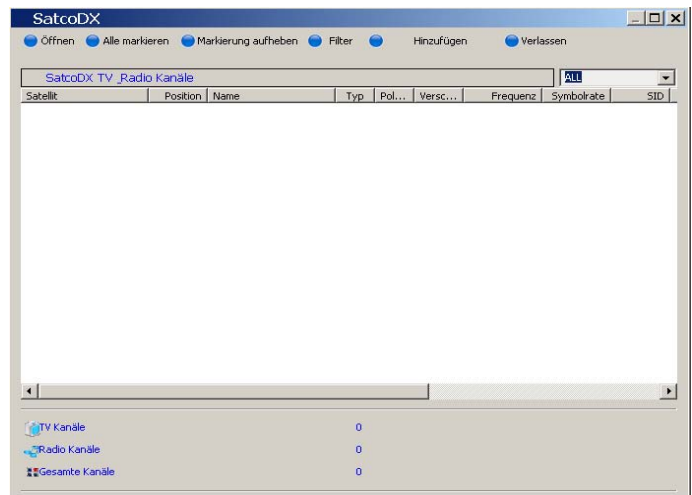 SatcoDX
Öffnen Alle markieren Markierung aufheben Filter Hinzufügen Verlassen
SatcoDX TV _Radio Kanäle ALL
Satellit Position Name Typ Pol... Versc... Frequenz Symbolrate SID
TV Kanäle 0
Radio Kanäle 0
Gesamte Kanäle 0